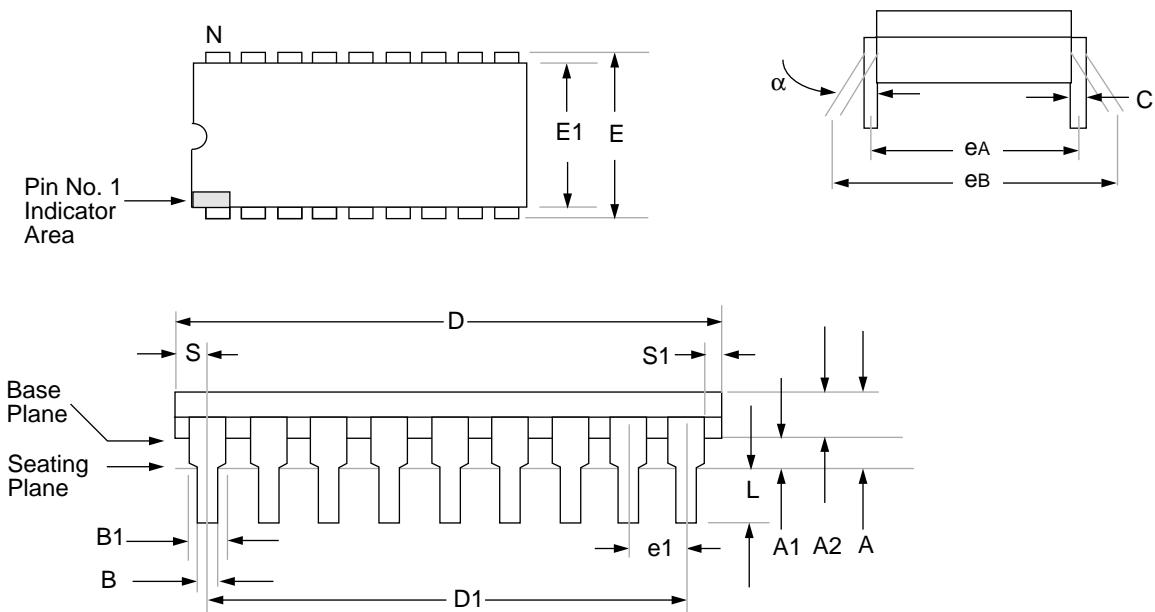 N
E1
E
Pin No. 1
Indicator
Area
α
C
eA
eB
D
S
S1
Base
Plane
Seating
Plane
L
B1
e1
A1
A2
A
B
D1